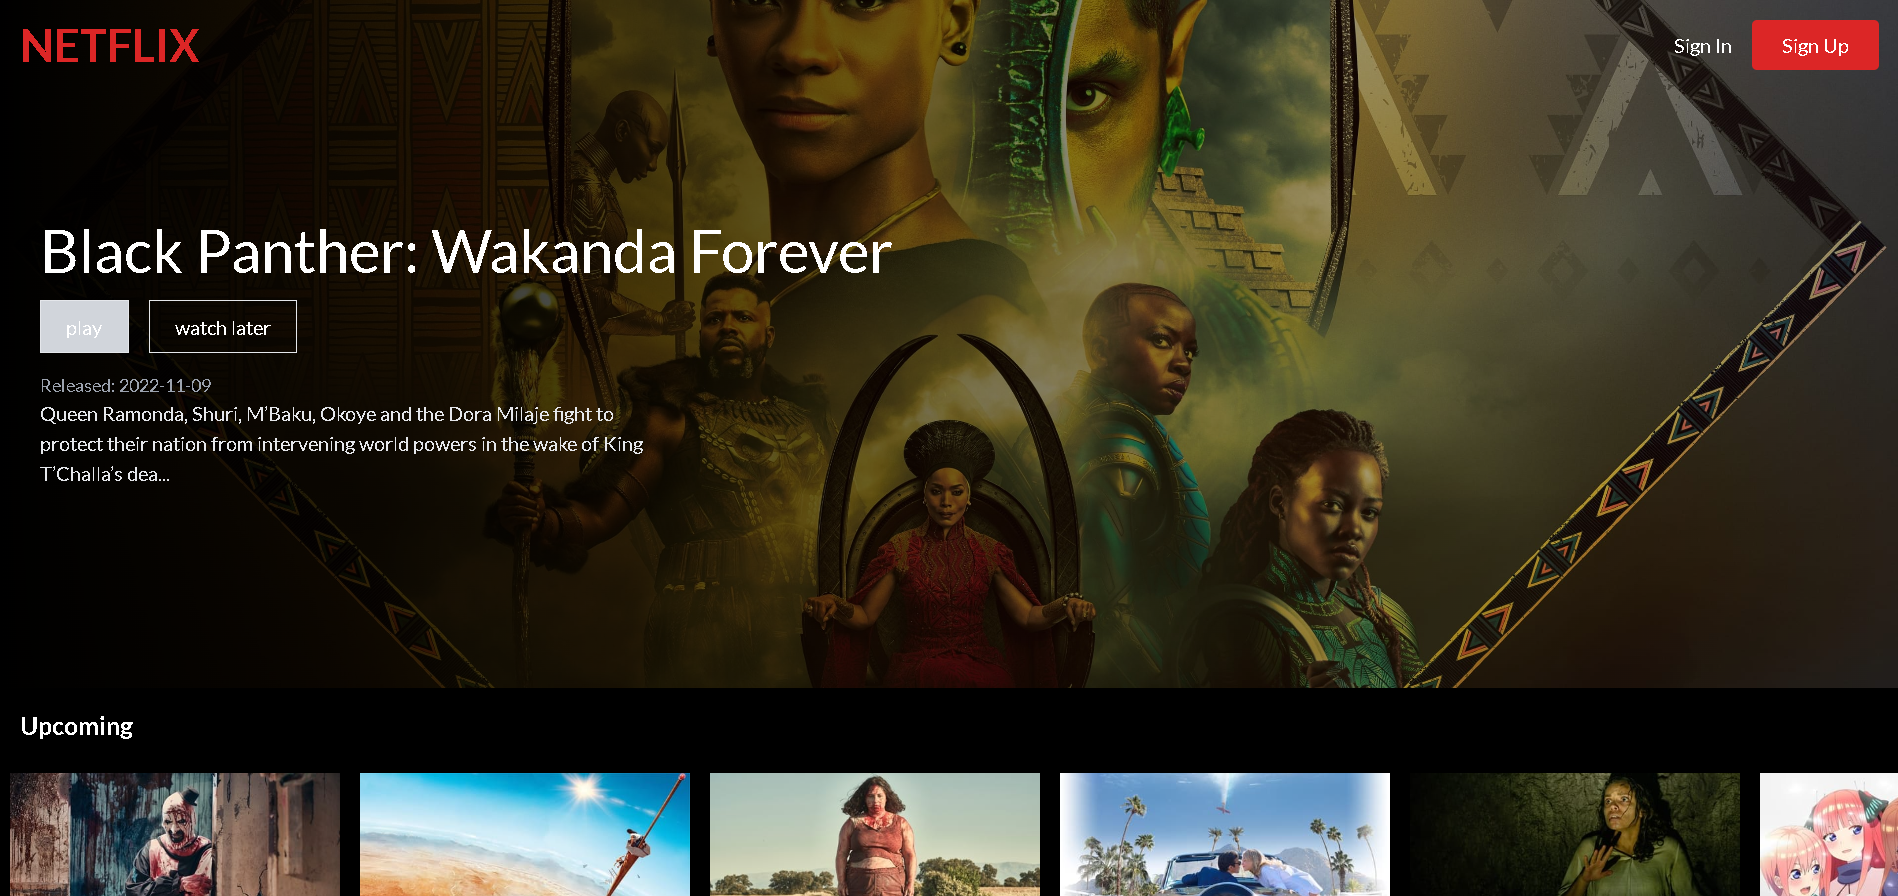 NETFLIX
Sign In
Sign Up
Black Panther: Wakanda Forever
play
watch later
Released: 2022-11-09
Queen Ramonda, Shuri, M’Baku, Okoye and the Dora Milaje fight to
protect their nation from intervening world powers in the wake of King
T’Challa’s dea...
Upcoming